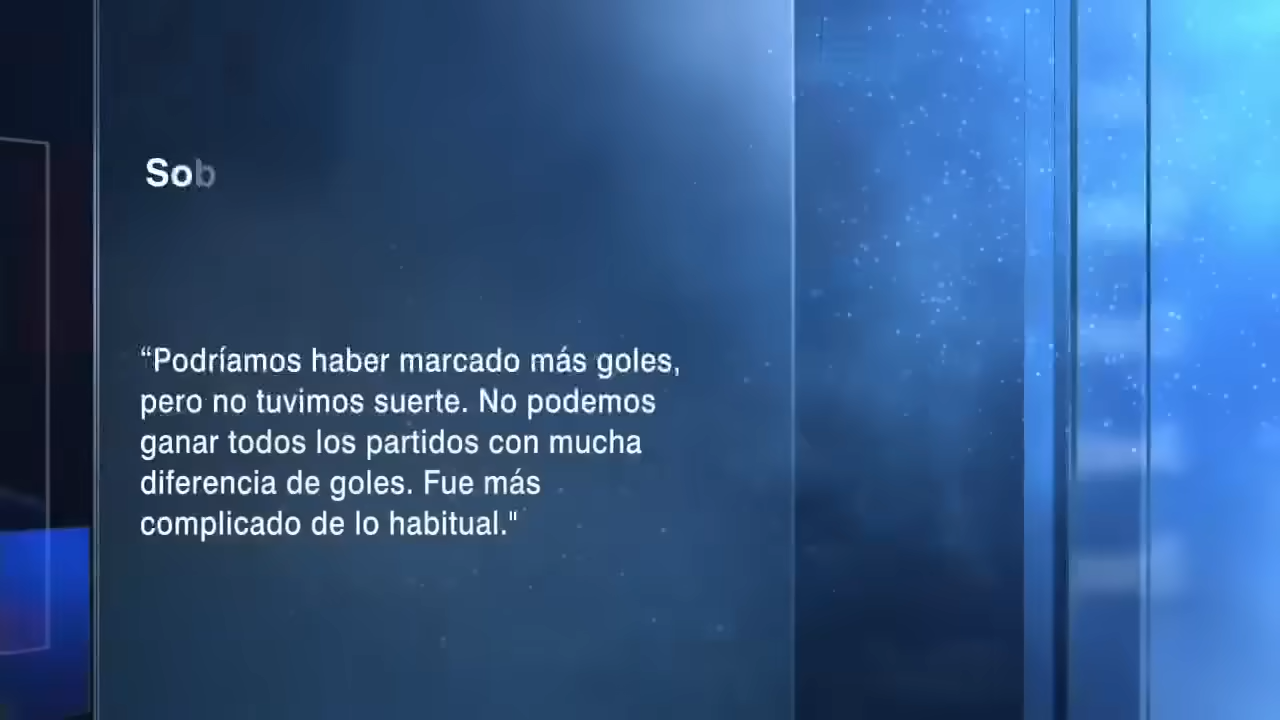 Sob
“Podríamos haber marcado más goles,
pero no tuvimos suerte. No podemos
ganar todos los partidos con mucha
diferencia de goles. Fue más
complicado de lo habitual."